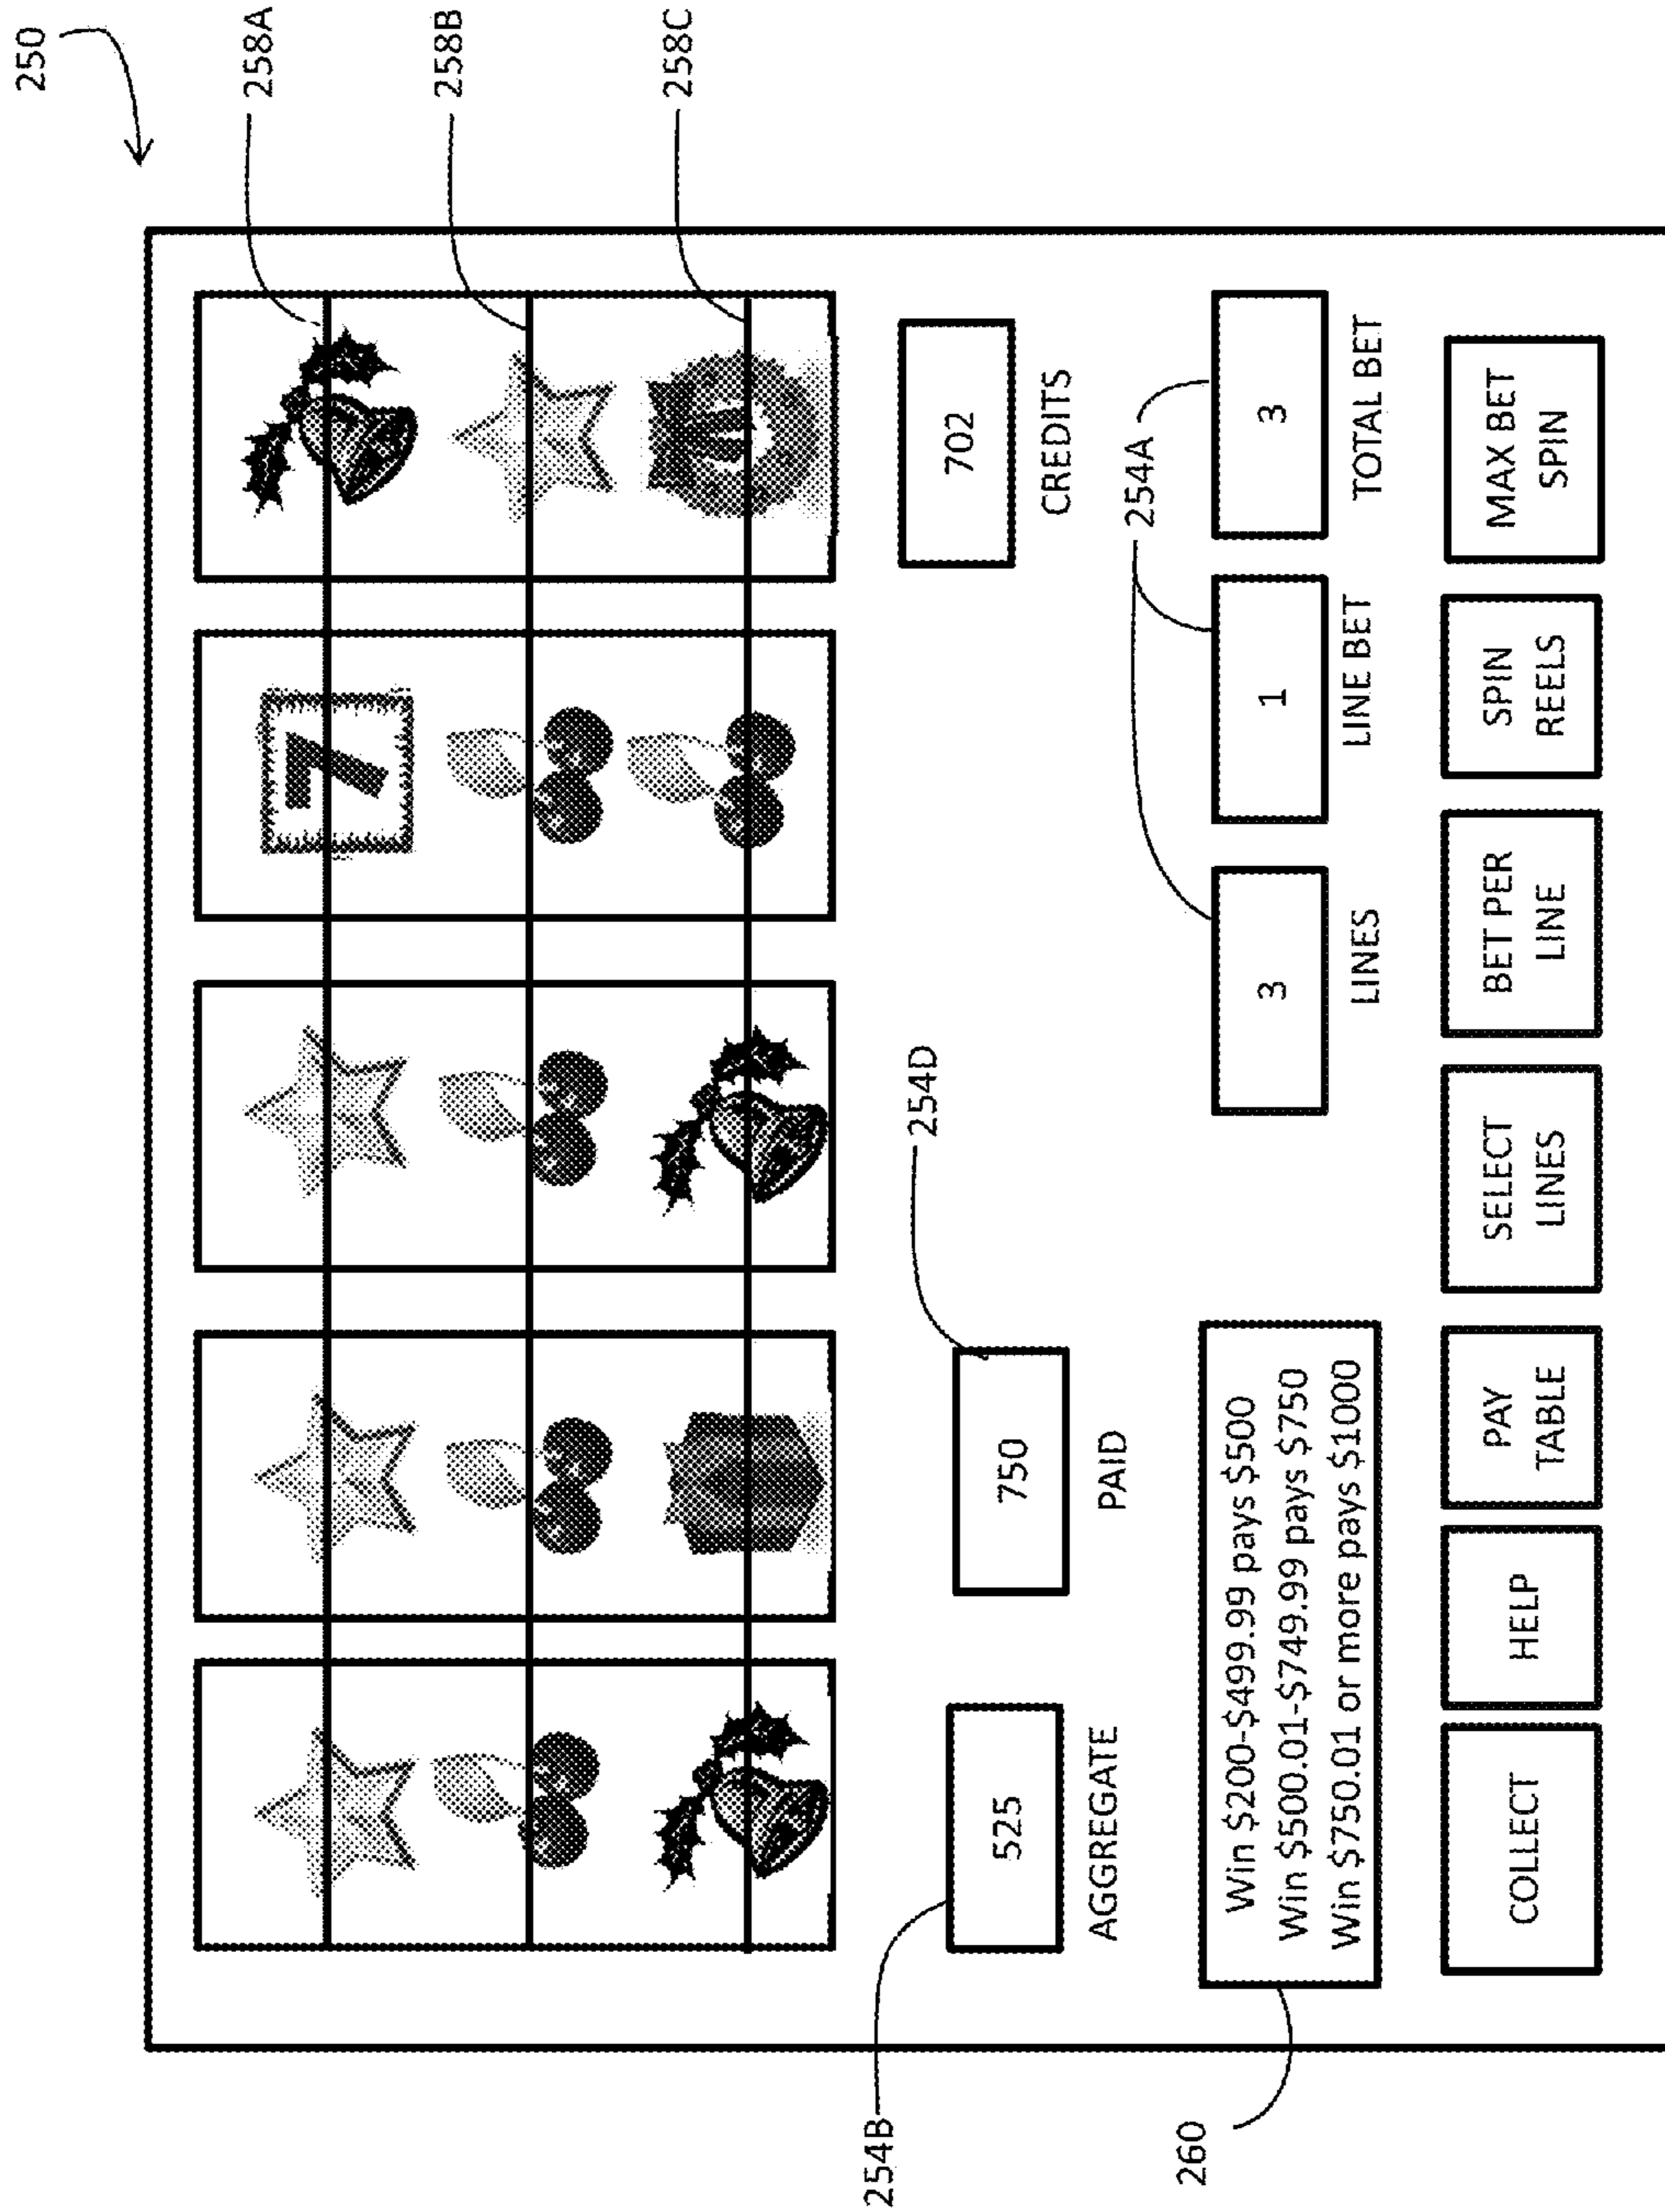 250
258A
258B
258C
7
525
AGGREGATE
254B
750
PAID
254D
702
CREDITS
254A
3
LINES
1
LINE BET
3
TOTAL BET
Win $200-$499.99 pays $500
Win $500.01-$749.99 pays $750
Win $750.01 or more pays $1000
260
COLLECT
HELP
PAY
TABLE
SELECT
LINES
BET PER
LINE
SPIN
REELS
MAX BET
SPIN